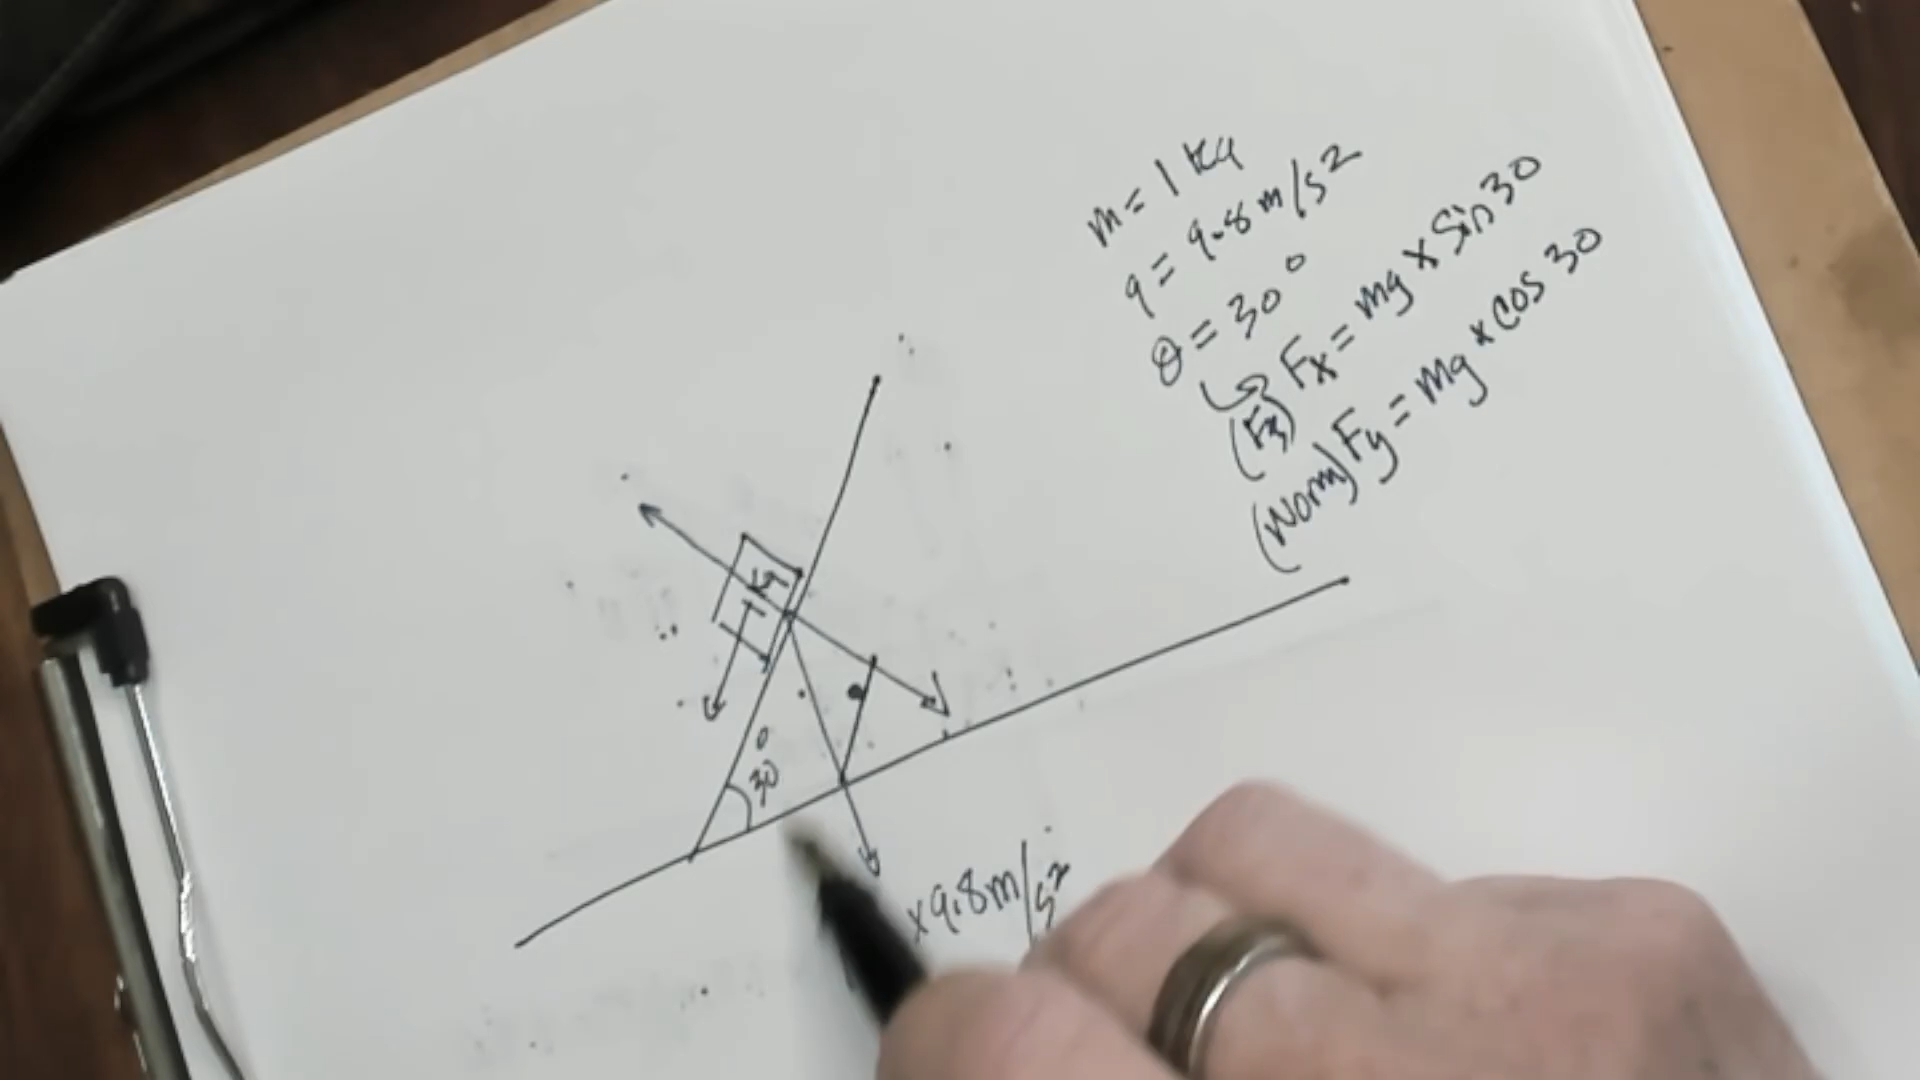 m = 1 Kg
g = 9.8 m/s2
θ = 30°
Fx = mg x Sin 30
(Norm) Fy = mg x cos 30
1 Kg
30°
x 9.8 m/s2